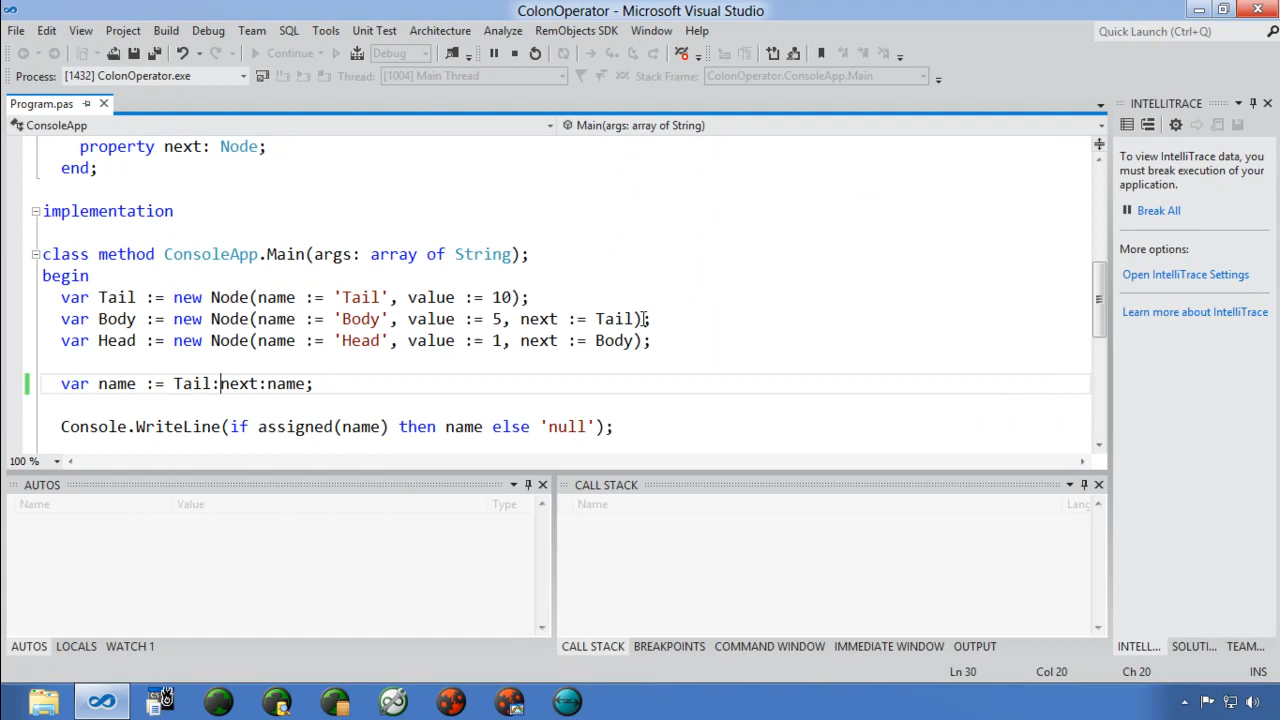 ColonOperator - Microsoft Visual Studio
File Edit View Project Build Debug Team SQL Tools Unit Test Architecture Analyze RemObjects SDK Window Help
Quick Launch (Ctrl+Q)
Continue Debug
Process: [1432] ColonOperator.exe Thread: [1004] Main Thread Stack Frame: ColonOperator.ConsoleApp.Main
Program.pas
ConsoleApp Main(args: array of String)
property next: Node;
end;
implementation
class method ConsoleApp.Main(args: array of String);
begin
var Tail := new Node(name := 'Tail', value := 10);
var Body := new Node(name := 'Body', value := 5, next := Tail);
var Head := new Node(name := 'Head', value := 1, next := Body);
var name := Tail:next:name;
Console.WriteLine(if assigned(name) then name else 'null');
100 %
INTELLITRACE
To view IntelliTrace data, you
must break execution of your
application.
Break All
More options:
Open IntelliTrace Settings
Learn more about IntelliTrace
AUTOS
Name Value Type
CALL STACK
Name Lang
AUTOS LOCALS WATCH 1
CALL STACK BREAKPOINTS COMMAND WINDOW IMMEDIATE WINDOW OUTPUT
INTELL... SOLUTI... TEAM...
Ln 30 Col 20 Ch 20 INS